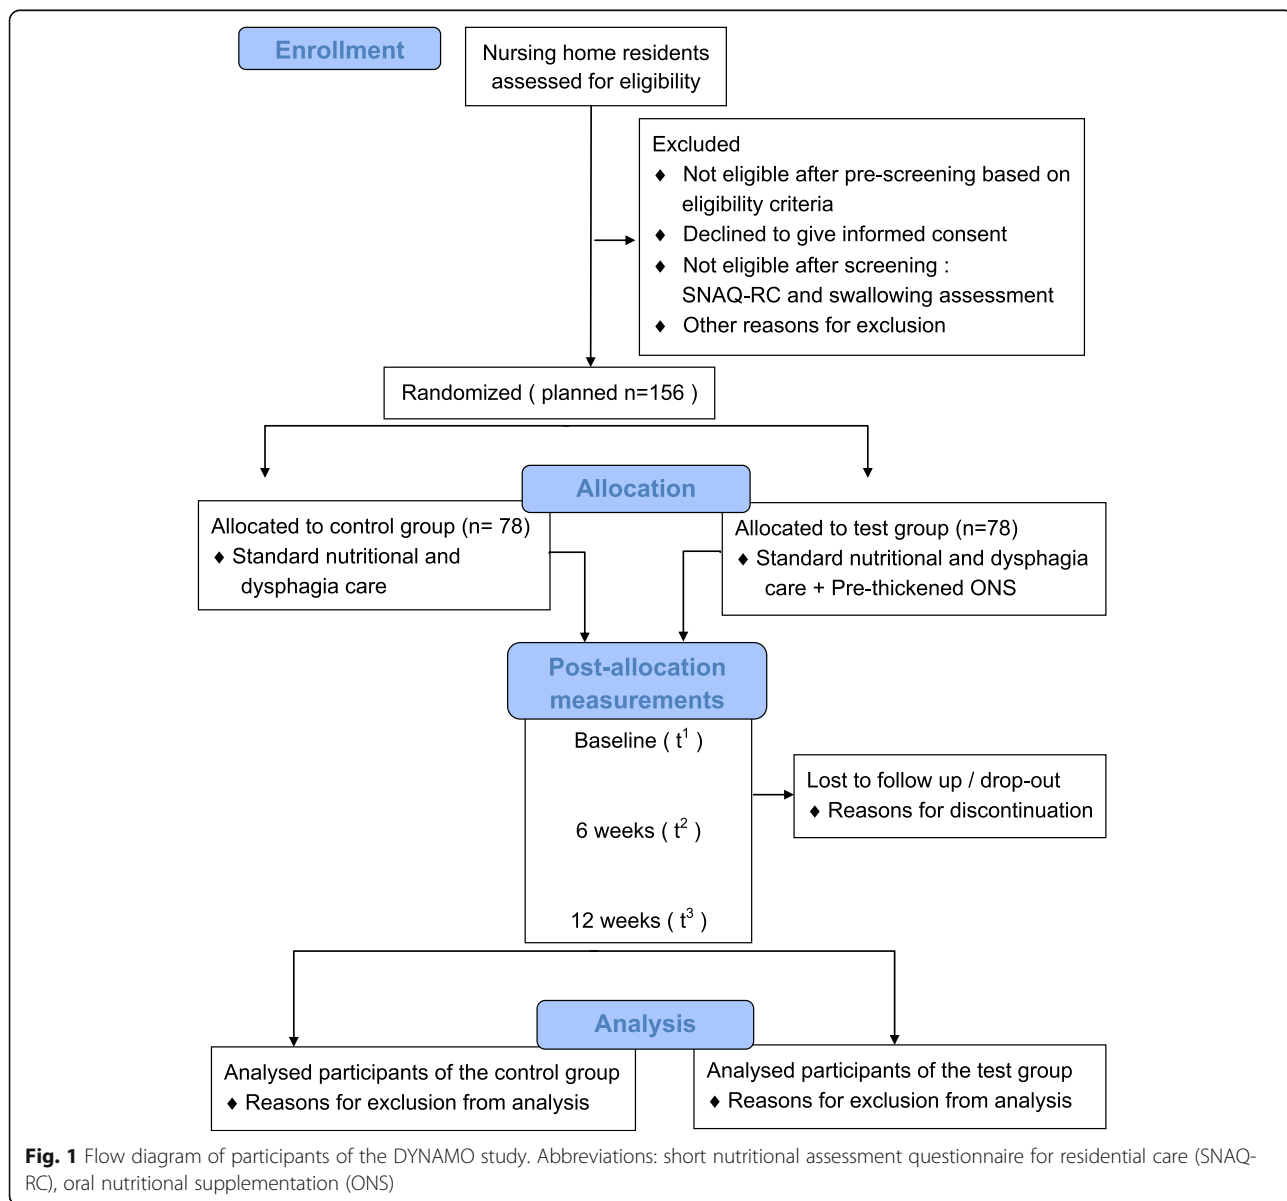 Enrollment
Nursing home residents
assessed for eligibility
Excluded
♦ Not eligible after pre-screening based on
eligibility criteria
♦ Declined to give informed consent
♦ Not eligible after screening :
SNAQ-RC and swallowing assessment
♦ Other reasons for exclusion
Randomized ( planned n=156 )
Allocation
Allocated to control group (n= 78)
♦ Standard nutritional and
dysphagia care
Allocated to test group (n=78)
♦ Standard nutritional and dysphagia
care + Pre-thickened ONS
Post-allocation
measurements
Baseline ( t¹ )
6 weeks ( t² )
12 weeks ( t³ )
Lost to follow up / drop-out
♦ Reasons for discontinuation
Analysis
Analysed participants of the control group
♦ Reasons for exclusion from analysis
Analysed participants of the test group
♦ Reasons for exclusion from analysis
Fig. 1 Flow diagram of participants of the DYNAMO study. Abbreviations: short nutritional assessment questionnaire for residential care (SNAQ-
RC), oral nutritional supplementation (ONS)